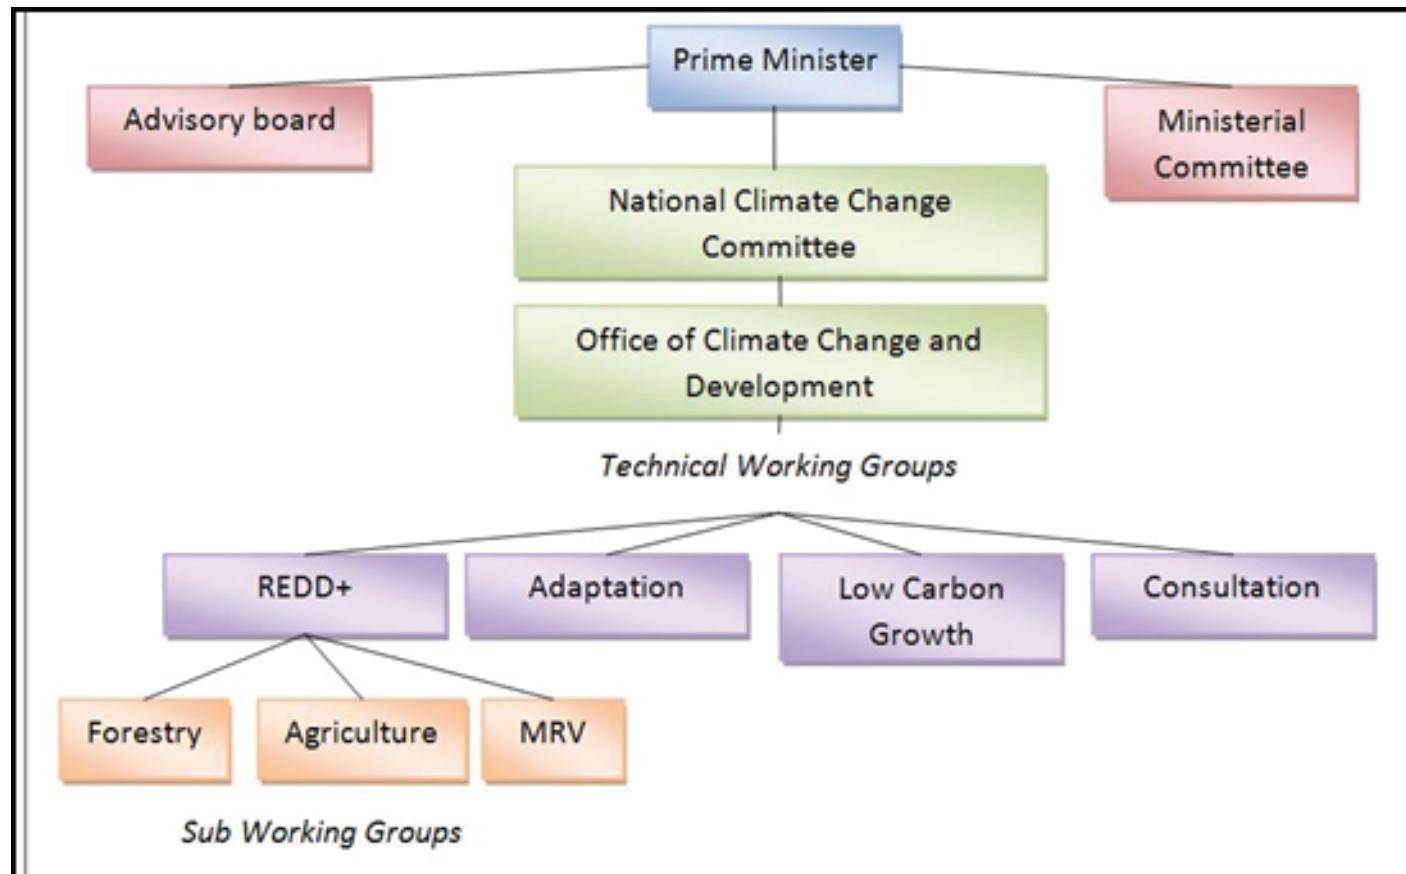 Prime Minister
Advisory board
Ministerial
Committee
National Climate Change
Committee
Office of Climate Change and
Development
Technical Working Groups
REDD+
Adaptation
Low Carbon
Growth
Consultation
Forestry
Agriculture
MRV
Sub Working Groups